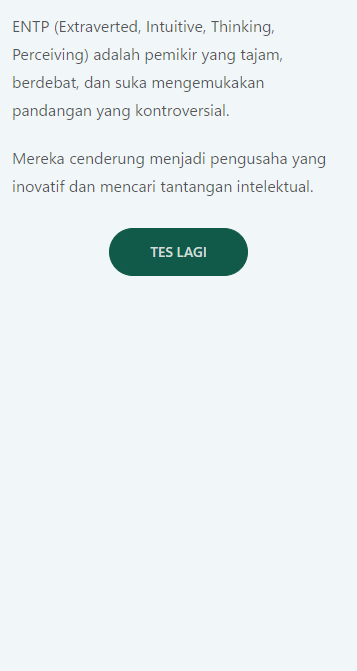 ENTP (Extraverted, Intuitive, Thinking,
Perceiving) adalah pemikir yang tajam,
berdebat, dan suka mengemukakan
pandangan yang kontroversial.
Mereka cenderung menjadi pengusaha yang
inovatif dan mencari tantangan intelektual.
TES LAGI